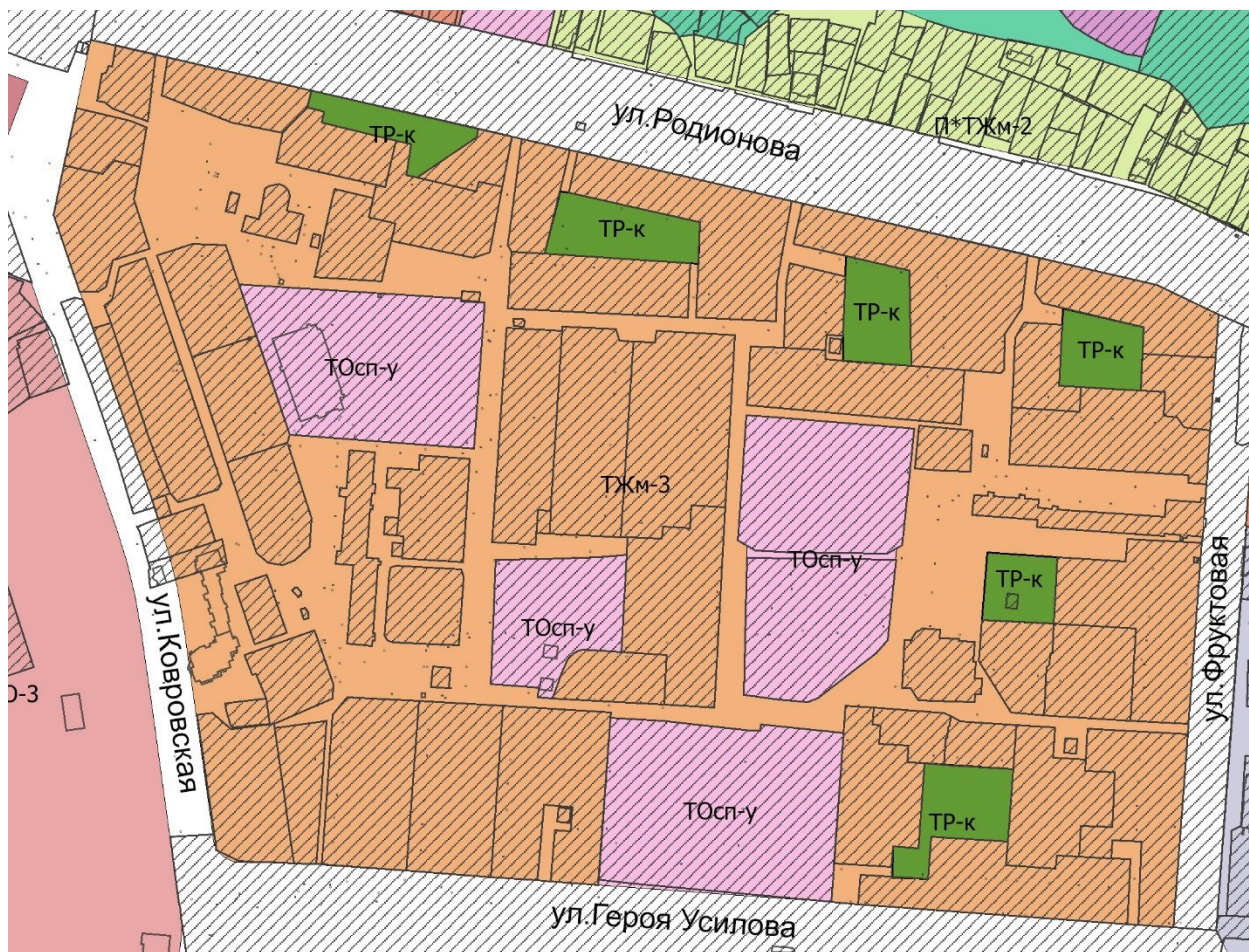 ул.Родионова
П*ТЖм-2
ТР-к
ТР-к
ТР-к
ТР-к
ТОсп-у
ТЖм-3
ТОсп-у
ТР-к
ТОсп-у
ул.Ковровская
ул.Фруктовая
О-3
ТОсп-у
ТР-к
ул.Героя Усилова